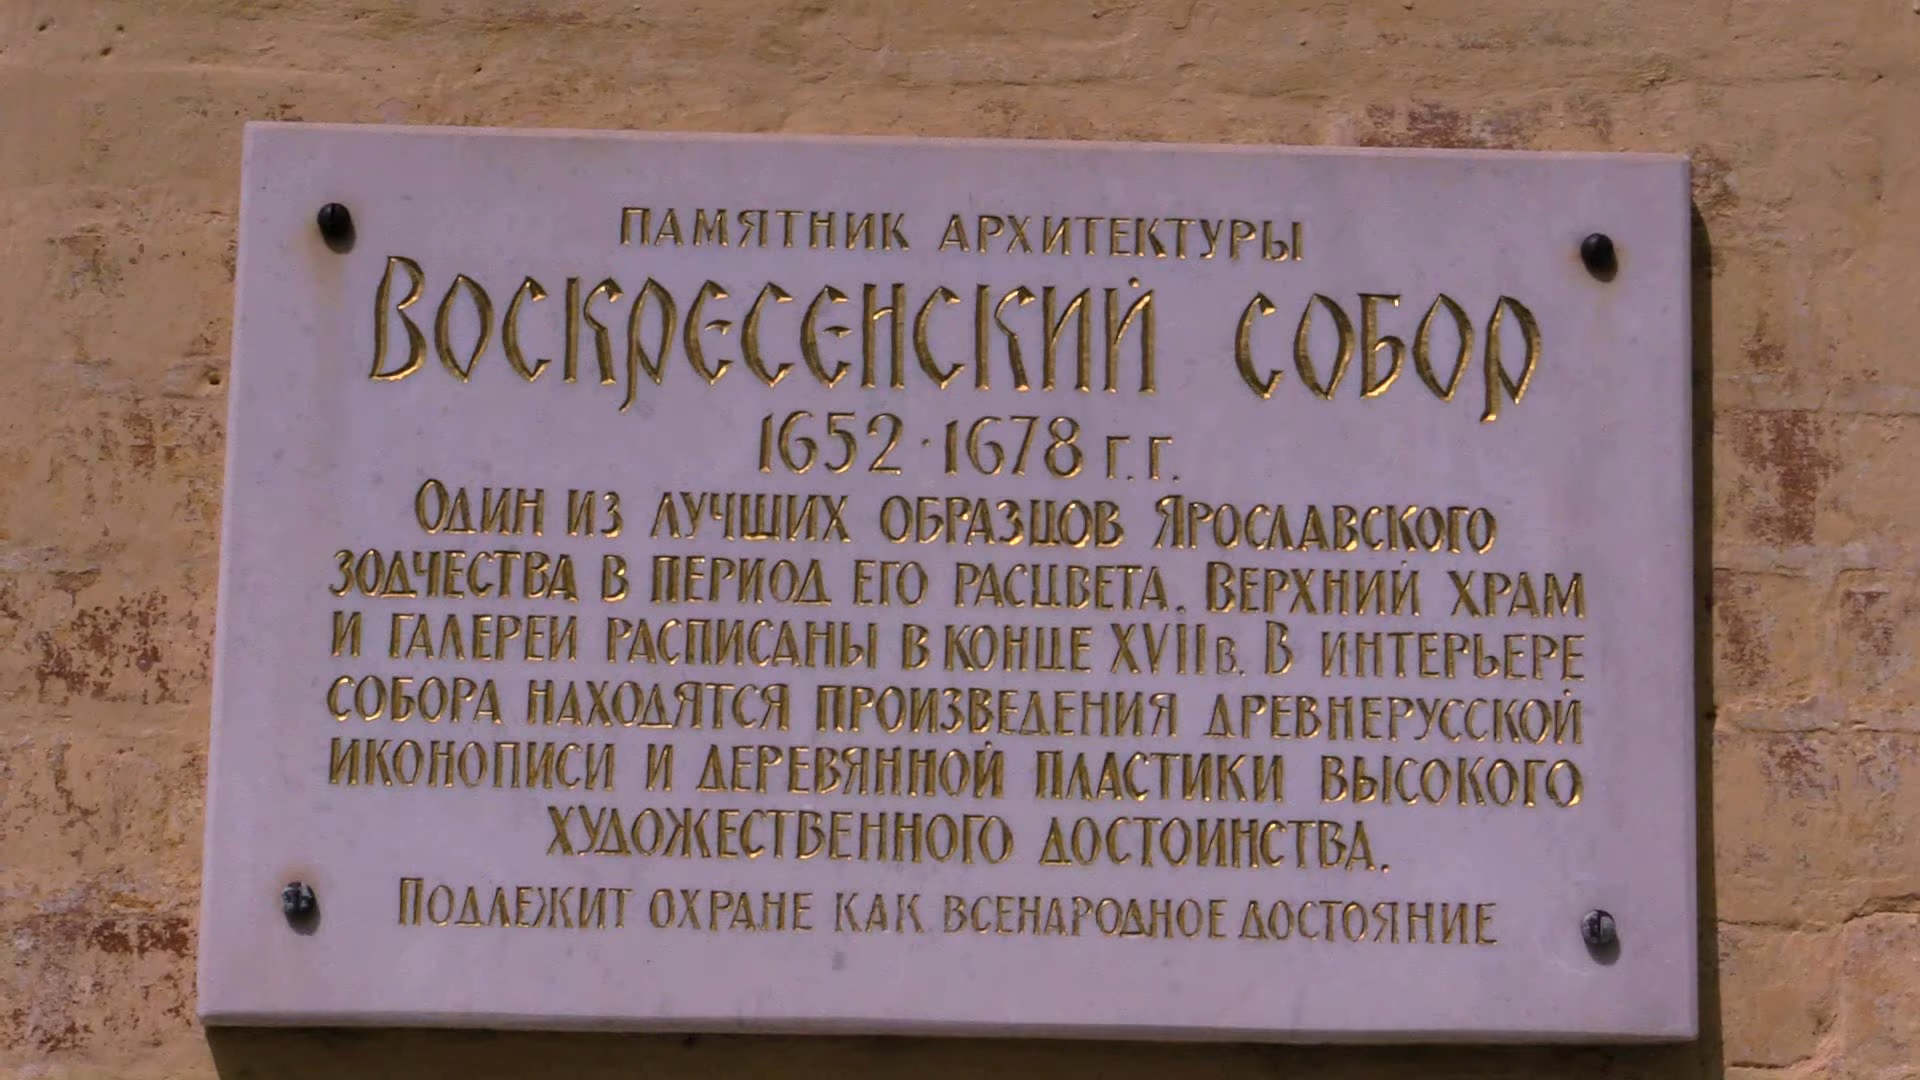 ПАМЯТНИК АРХИТЕКТУРЫ
ВОСКРЕСЕНСКИЙ СОБОР
1652·1678 г.г.
ОДИН ИЗ ЛУЧШИХ ОБРАЗЦОВ ЯРОСЛАВСКОГО
ЗОДЧЕСТВА В ПЕРИОД ЕГО РАСЦВЕТА. ВЕРХНИЙ ХРАМ
И ГАЛЕРЕИ РАСПИСАНЫ В КОНЦЕ XVII в. В ИНТЕРЬЕРЕ
СОБОРА НАХОДЯТСЯ ПРОИЗВЕДЕНИЯ ДРЕВНЕРУССКОЙ
ИКОНОПИСИ И ДЕРЕВЯННОЙ ПЛАСТИКИ ВЫСОКОГО
ХУДОЖЕСТВЕННОГО ДОСТОИНСТВА.
ПОДЛЕЖИТ ОХРАНЕ КАК ВСЕНАРОДНОЕ ДОСТОЯНИЕ